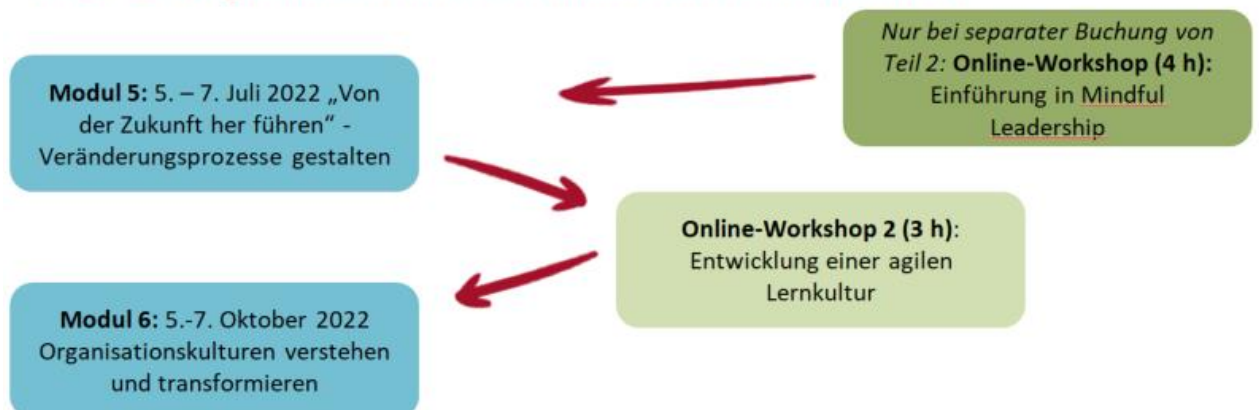 Nur bei separater Buchung von
Teil 2: Online-Workshop (4 h):
Einführung in Mindful
Leadership
Modul 5: 5. – 7. Juli 2022 „Von
der Zukunft her führen“ -
Veränderungsprozesse gestalten
Online-Workshop 2 (3 h):
Entwicklung einer agilen
Lernkultur
Modul 6: 5.-7. Oktober 2022
Organisationskulturen verstehen
und transformieren